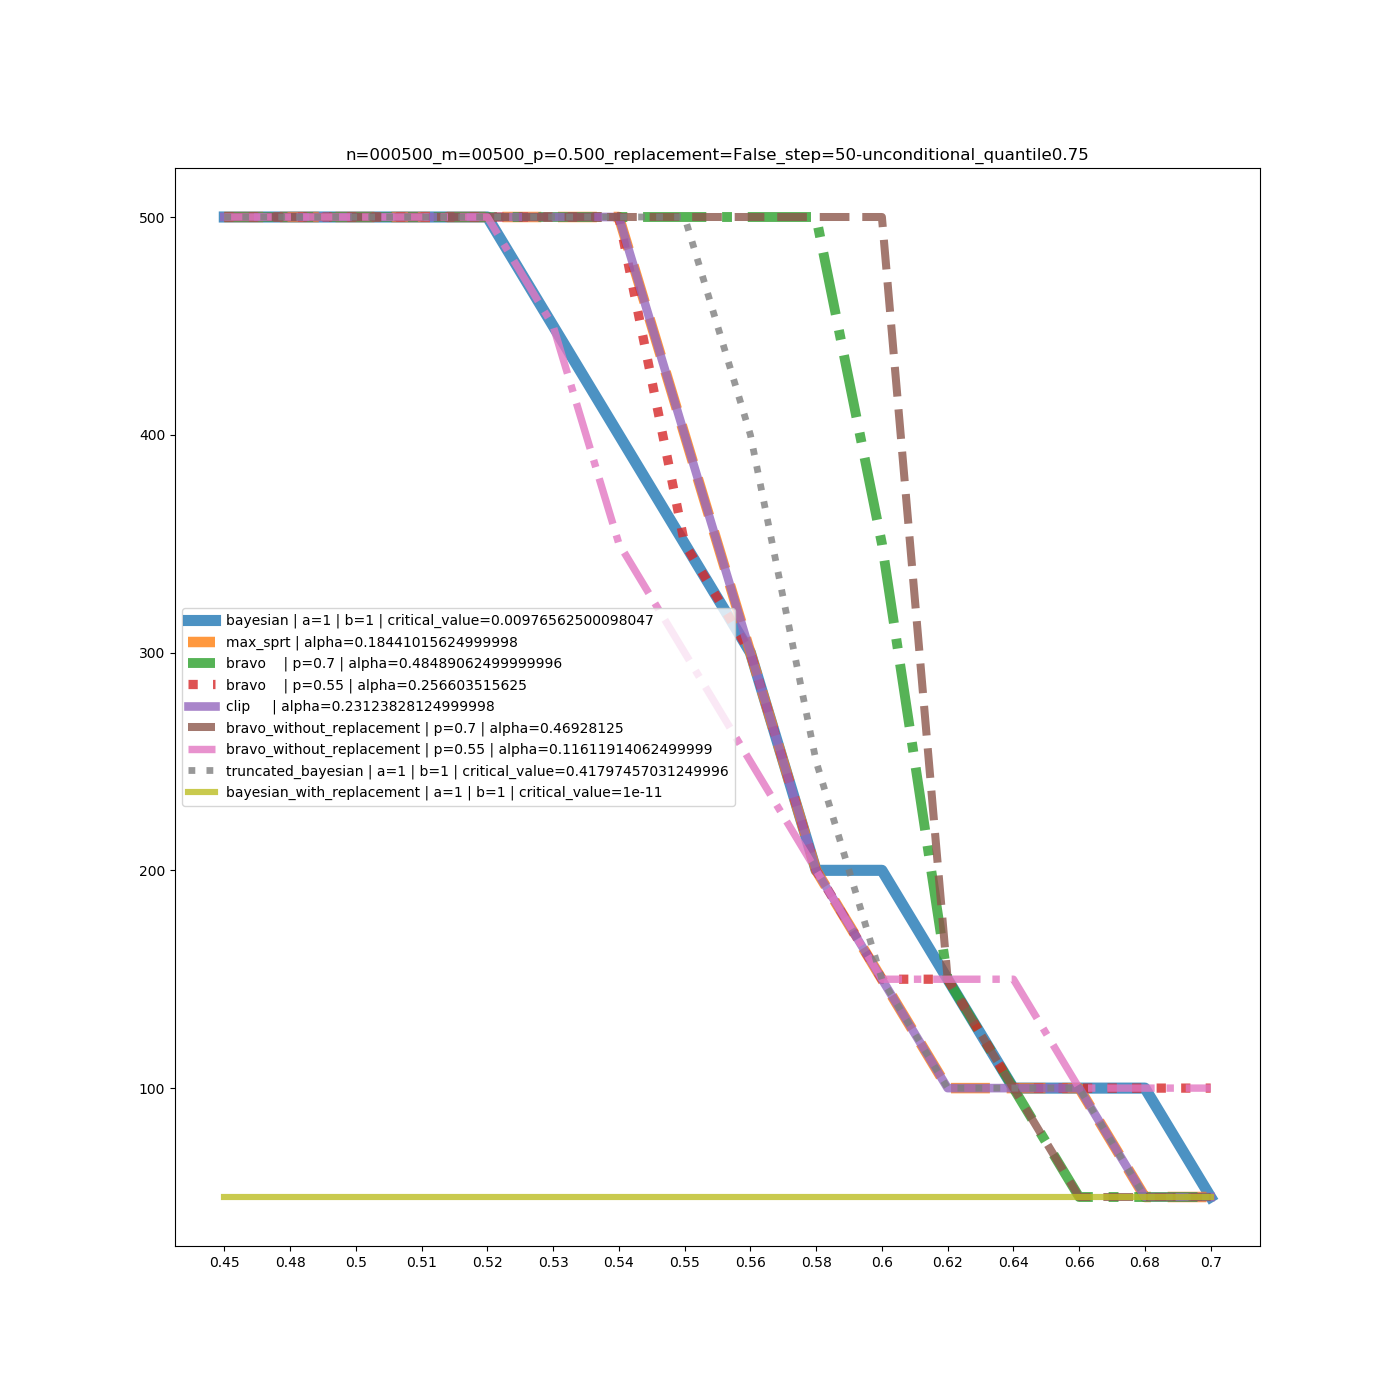 n=000500_m=00500_p=0.500_replacement=False_step=50-unconditional_quantile0.75
500
400
300
200
100
bayesian | a=1 | b=1 | critical_value=0.00976562500098047
max_sprt | alpha=0.18441015624999998
bravo | p=0.7 | alpha=0.48489062499999996
bravo | p=0.55 | alpha=0.256603515625
clip | alpha=0.23123828124999998
bravo_without_replacement | p=0.7 | alpha=0.46928125
bravo_without_replacement | p=0.55 | alpha=0.11611914062499999
truncated_bayesian | a=1 | b=1 | critical_value=0.41797457031249996
bayesian_with_replacement | a=1 | b=1 | critical_value=1e-11
0.45 0.48 0.5 0.51 0.52 0.53 0.54 0.55 0.56 0.58 0.6 0.62 0.64 0.66 0.68 0.7